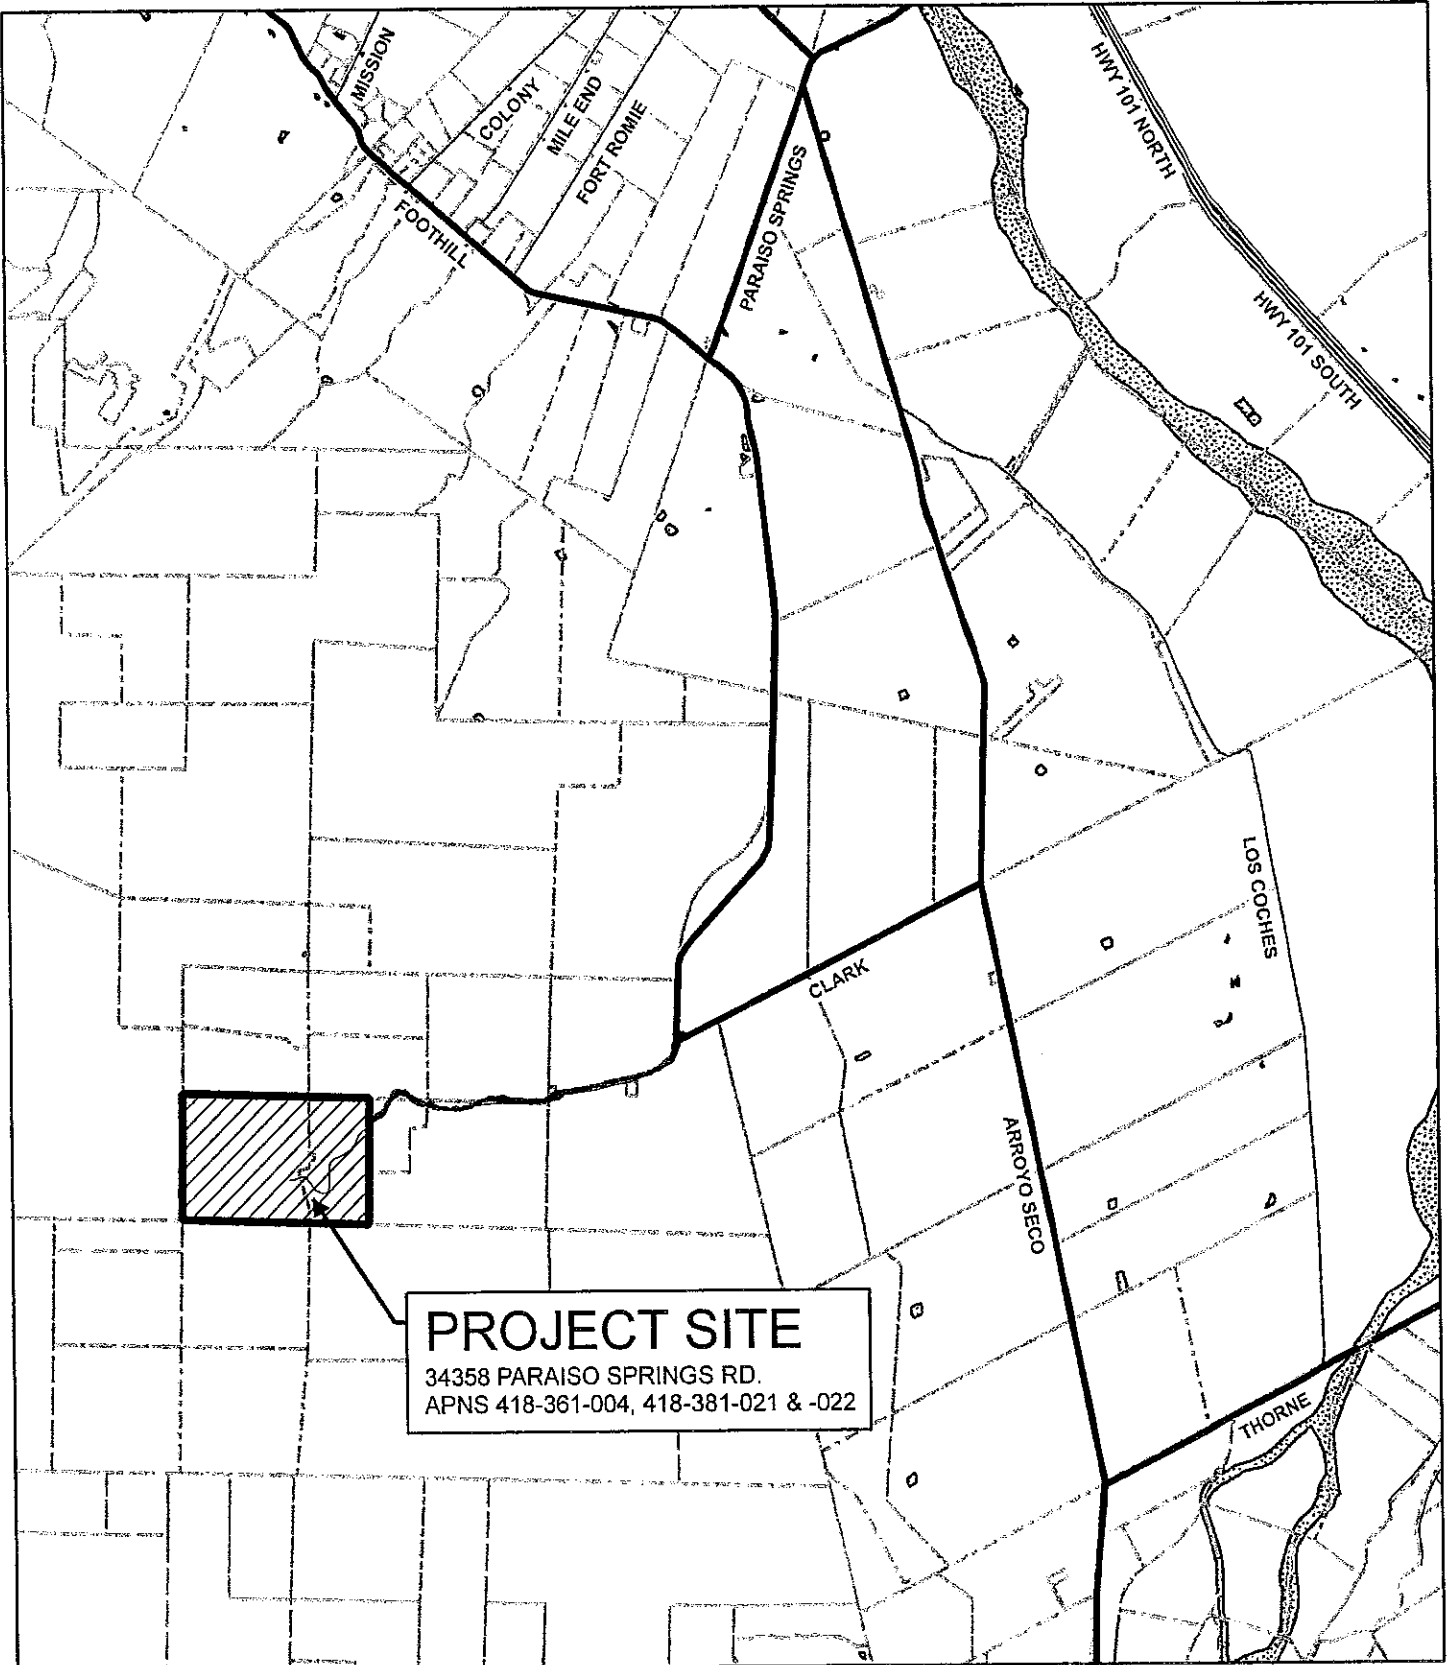 MISSION
COLONY
MILE END
FORT ROMIE
FOOTHILL
PARAISO SPRINGS
HWY 101 NORTH
HWY 101 SOUTH
LOS COCHES
CLARK
ARROYO SECO
PROJECT SITE
34358 PARAISO SPRINGS RD.
APNS 418-361-004, 418-381-021 & -022
THORNE